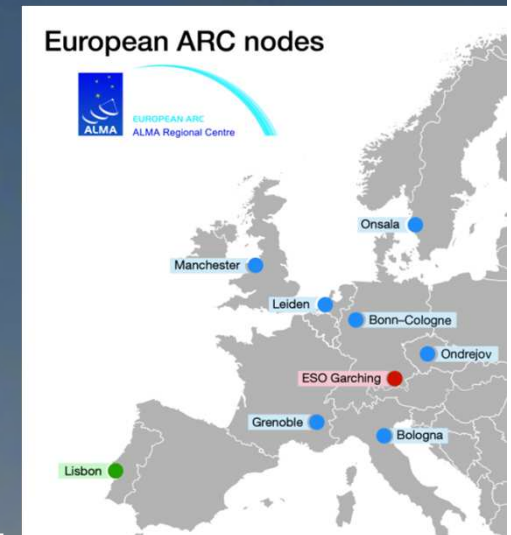 European ARC nodes
ALMA
EUROPEAN ARC
ALMA Regional Centre
Onsala
Manchester
Leiden
Bonn–Cologne
Ondrejov
ESO Garching
Grenoble
Bologna
Lisbon